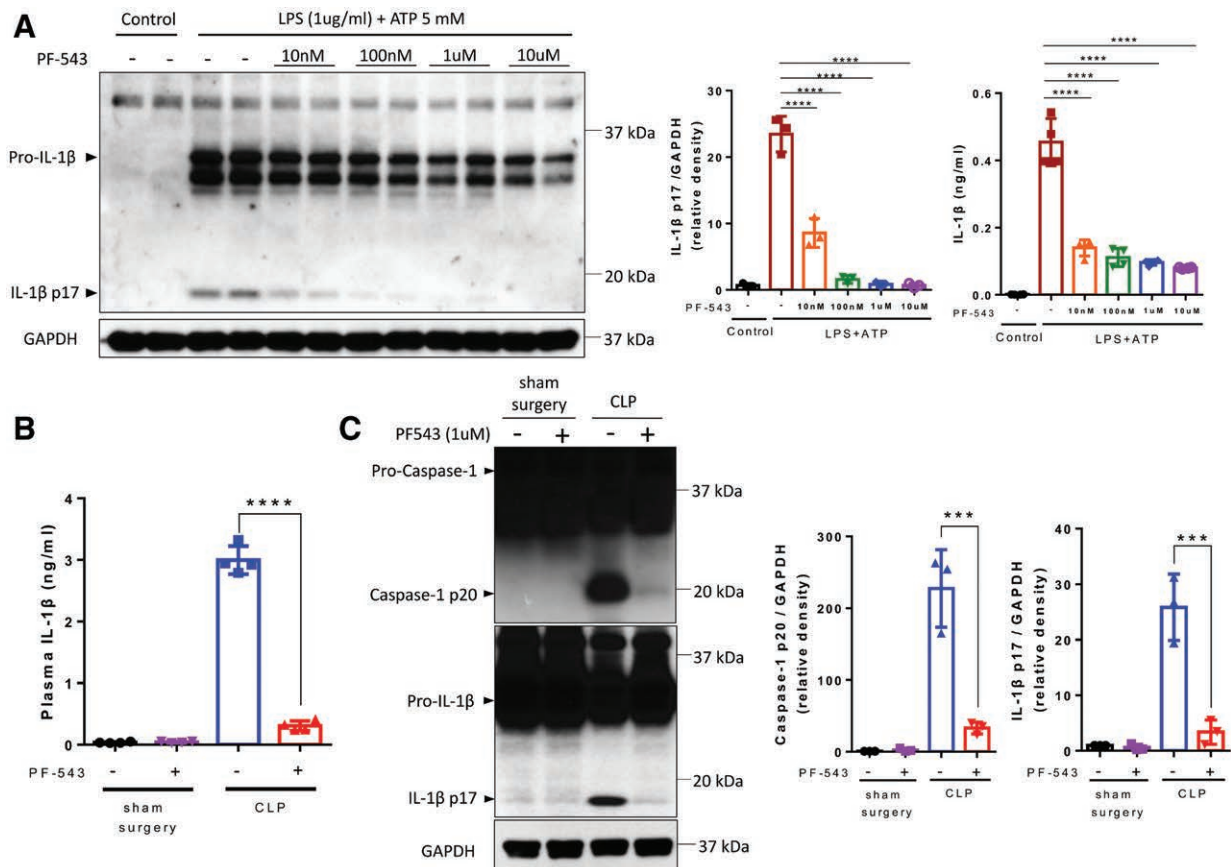 A
Control
LPS (1ug/ml) + ATP 5 mM
PF-543
- - - - 10nM 100nM 1uM 10uM
37 kDa
Pro-IL-1β
20 kDa
IL-1β p17
GAPDH
37 kDa
IL-1β p17 /GAPDH
(relative density)
30
20
10
0
****
****
****
****
PF-543
- - 10nM 100nM 1uM 10uM
Control
LPS+ATP
IL-1β (ng/ml)
0.6
0.4
0.2
0.0
****
****
****
****
PF-543
- - 10nM 100nM 1uM 10uM
Control
LPS+ATP
B
Plasma IL-1β (ng/ml)
4
3
2
1
0
****
PF-543
- + - +
sham
surgery
CLP
C
sham
surgery
CLP
PF543 (1uM)
- + - +
Pro-Caspase-1
37 kDa
Caspase-1 p20
20 kDa
37 kDa
Pro-IL-1β
20 kDa
IL-1β p17
GAPDH
37 kDa
Caspase-1 p20 / GAPDH
(relative density)
300
200
100
0
***
PF-543
- + - +
sham
surgery
CLP
IL-1β p17 / GAPDH
(relative density)
40
30
20
10
0
***
PF-543
- + - +
sham
surgery
CLP